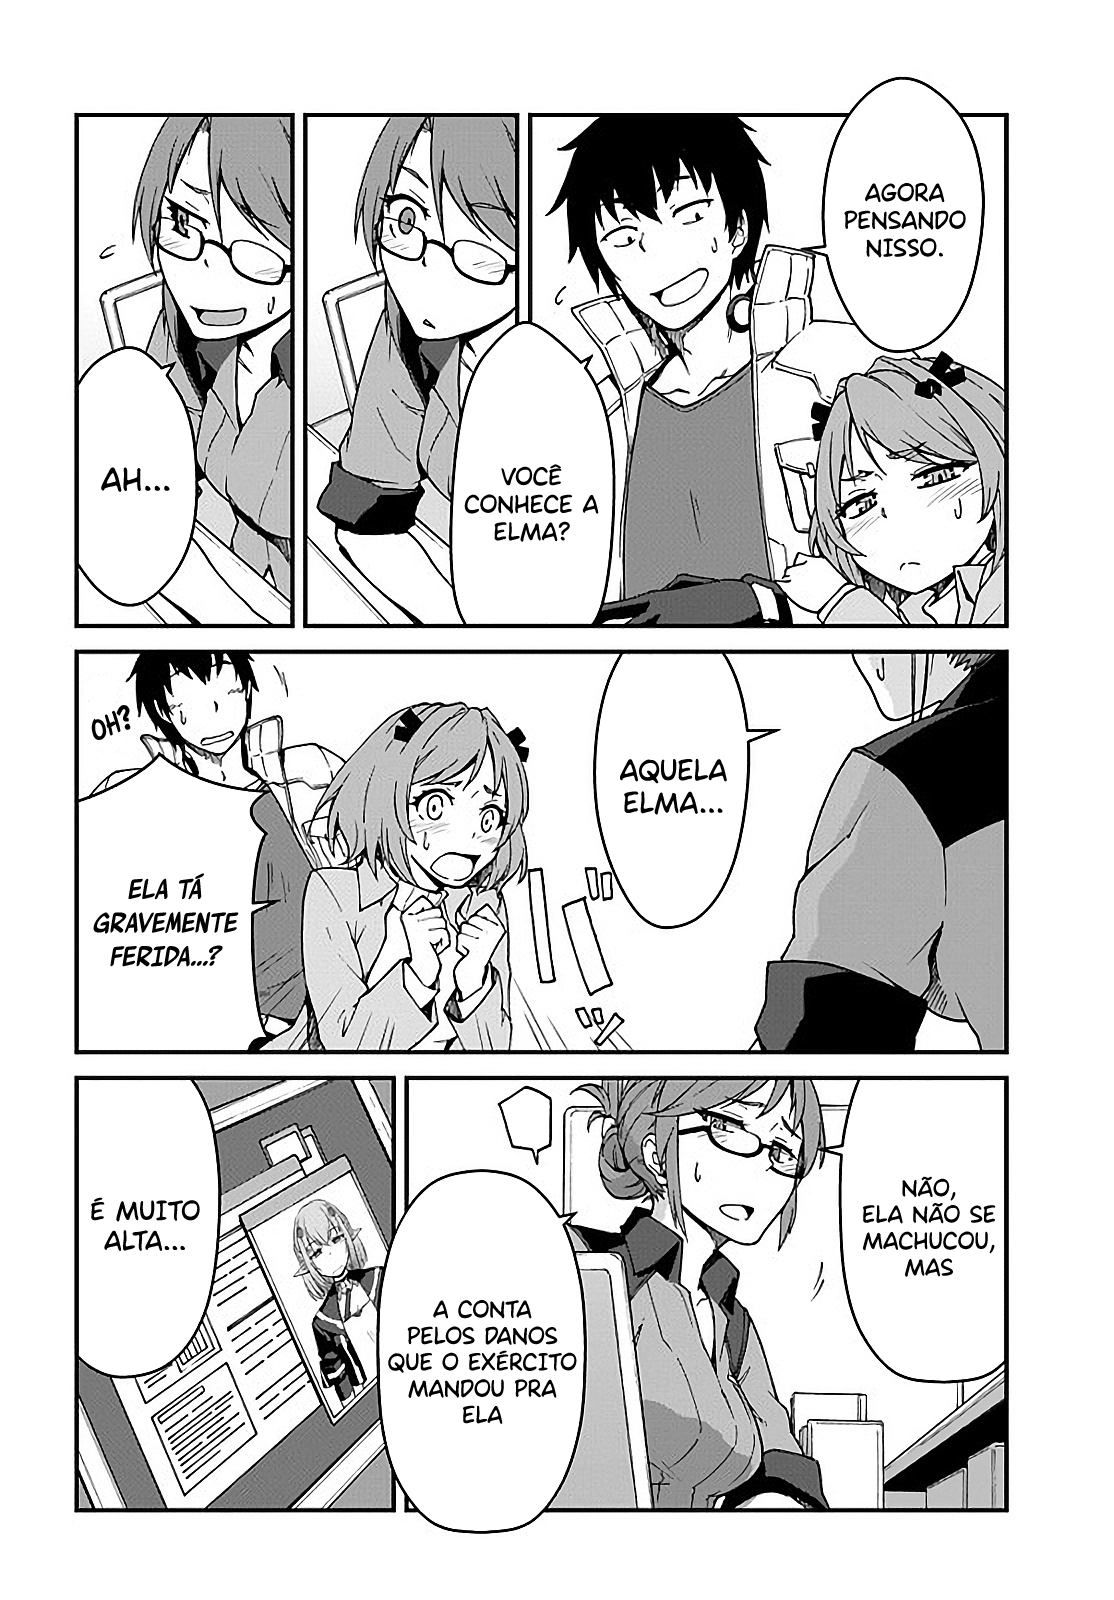 AGORA
PENSANDO
NISSO.
VOCÊ
CONHECE A
ELMA?
AH...
AQUELA
ELMA...
OH?
ELA TÁ
GRAVEMENTE
FERIDA...?
NÃO,
ELA NÃO SE
MACHUCOU,
MAS
A CONTA
PELOS DANOS
QUE O EXÉRCITO
MANDOU PRA
ELA
É MUITO
ALTA...